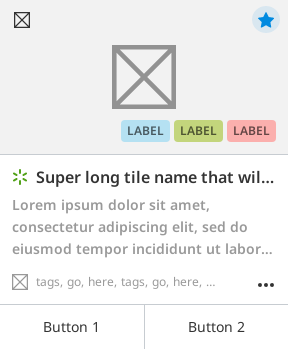 LABEL LABEL LABEL
Super long tile name that wil...
Lorem ipsum dolor sit amet,
consectetur adipiscing elit, sed do
eiusmod tempor incididunt ut labor...
tags, go, here, tags, go, here, ...
Button 1 Button 2